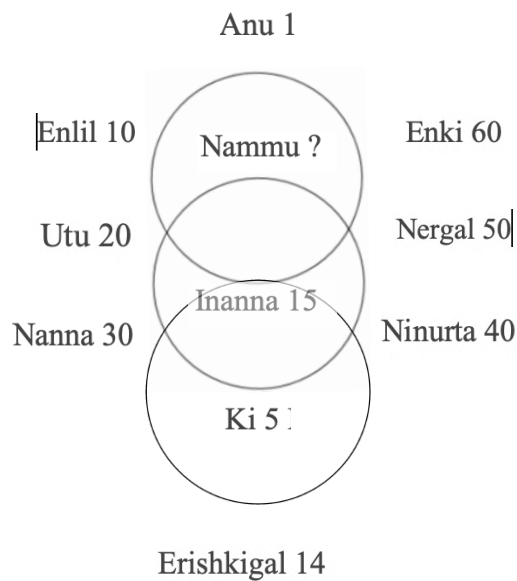 Anu 1
Enlil 10
Nammu ?
Enki 60
Utu 20
Nergal 50
Inanna 15
Nanna 30
Ninurta 40
Ki 5
Erishkigal 14